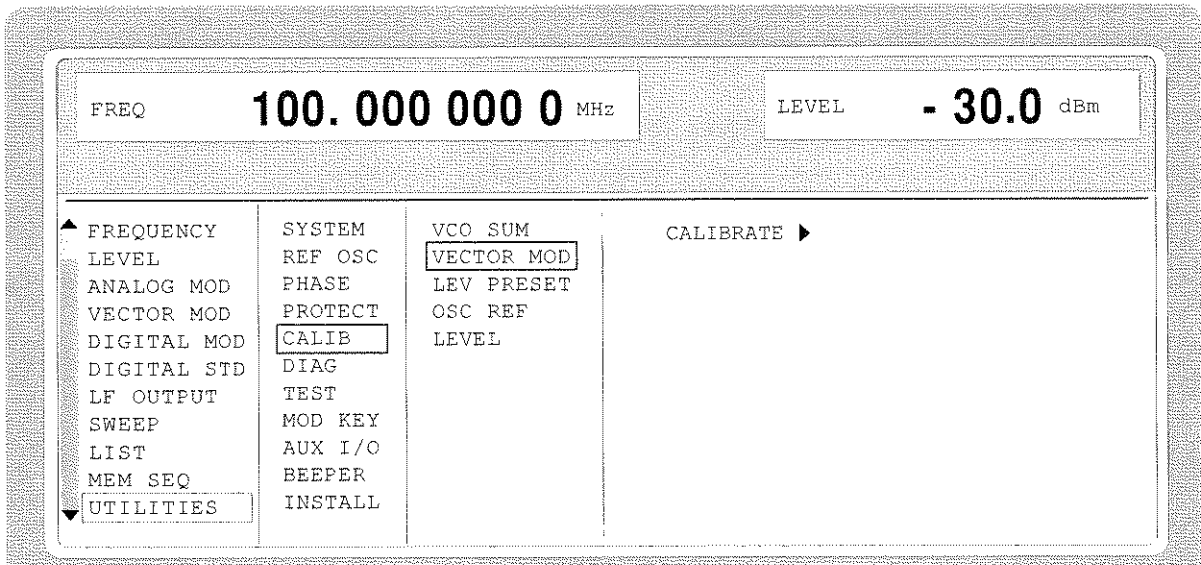 FREQ 100. 000 000 0 MHz LEVEL - 30.0 dBm
FREQUENCY
LEVEL
ANALOG MOD
VECTOR MOD
DIGITAL MOD
DIGITAL STD
LF OUTPUT
SWEEP
LIST
MEM SEQ
UTILITIES
SYSTEM
REF OSC
PHASE
PROTECT
CALIB
DIAG
TEST
MOD KEY
AUX I/O
BEEPER
INSTALL
VCO SUM
VECTOR MOD
LEV PRESET
OSC REF
LEVEL
CALIBRATE